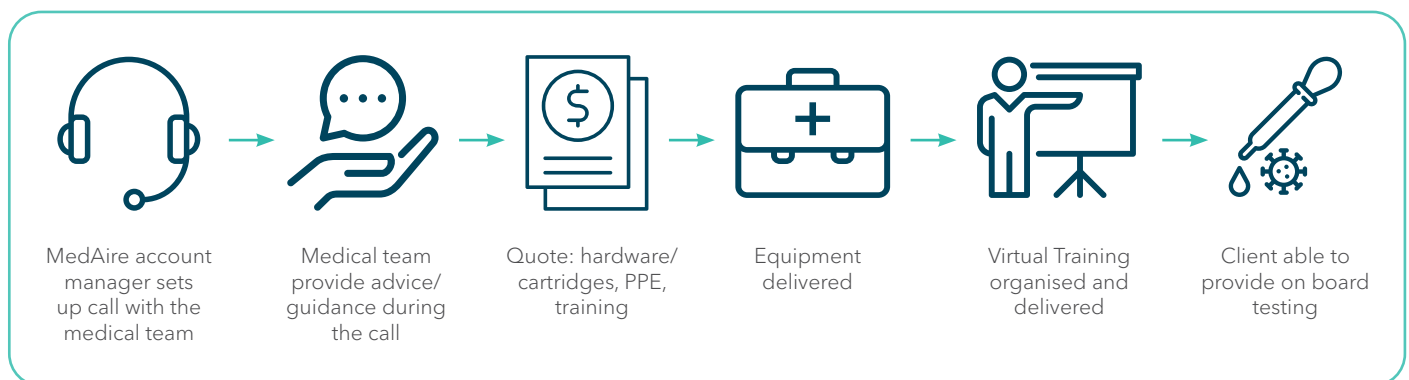 MedAire account
manager sets
up call with the
medical team
Medical team
provide advice/
guidance during
the call
Quote: hardware/
cartridges, PPE,
training
Equipment
delivered
Virtual Training
organised and
delivered
Client able to
provide on board
testing